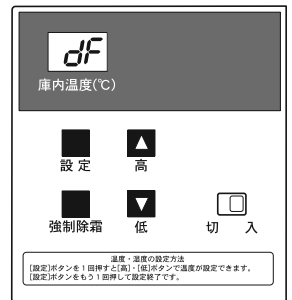 dF
庫内温度(℃)
設定 高
強制除霜 低 切 入
温度・湿度の設定方法
[設定]ボタンを1回押すと[高]・[低]ボタンで温度が設定できます。
[設定]ボタンをもう1回押して設定終了です。